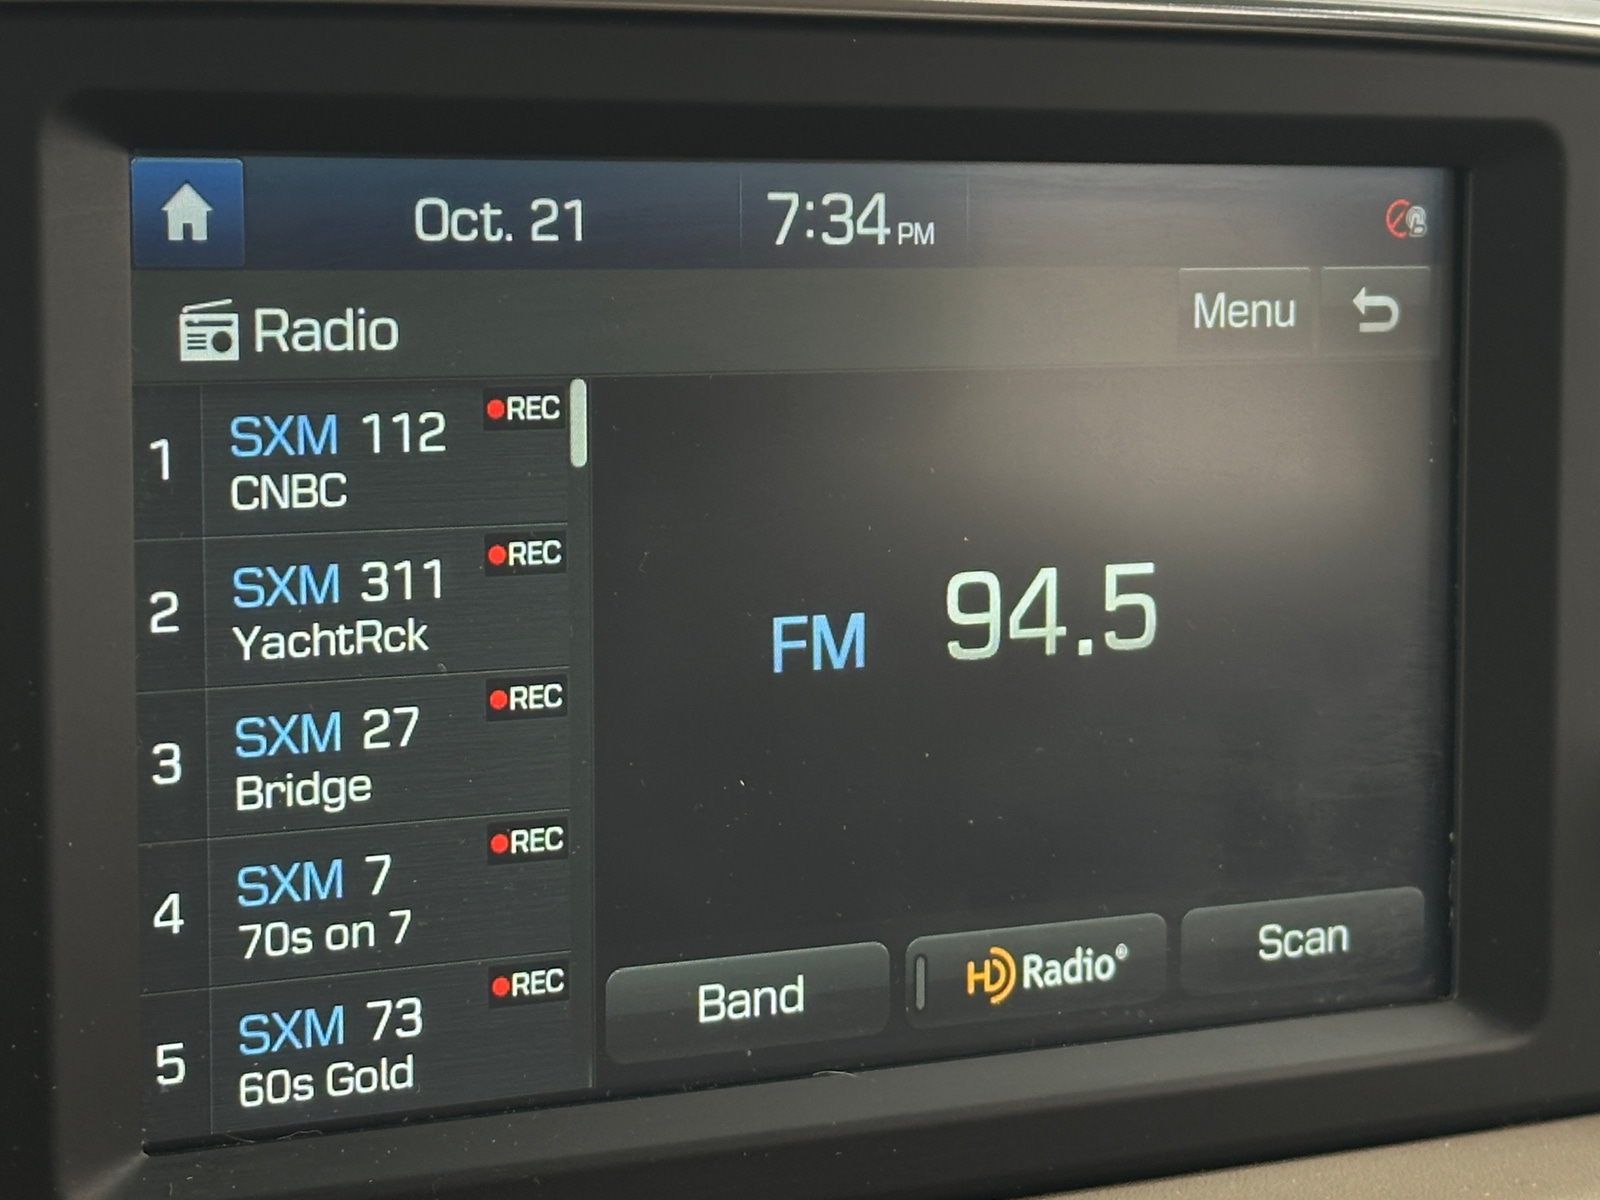 Oct. 21
7:34 PM
Radio
Menu
1
SXM 112
REC
CNBC
2
SXM 311
REC
YachtRck
3
SXM 27
REC
Bridge
4
SXM 7
REC
70s on 7
5
SXM 73
REC
60s Gold
FM 94.5
Band
HD Radio®
Scan